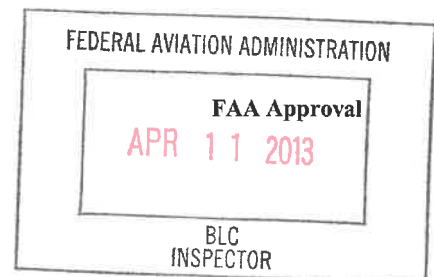 FEDERAL AVIATION ADMINISTRATION
FAA Approval
APR 11 2013
BLC
INSPECTOR